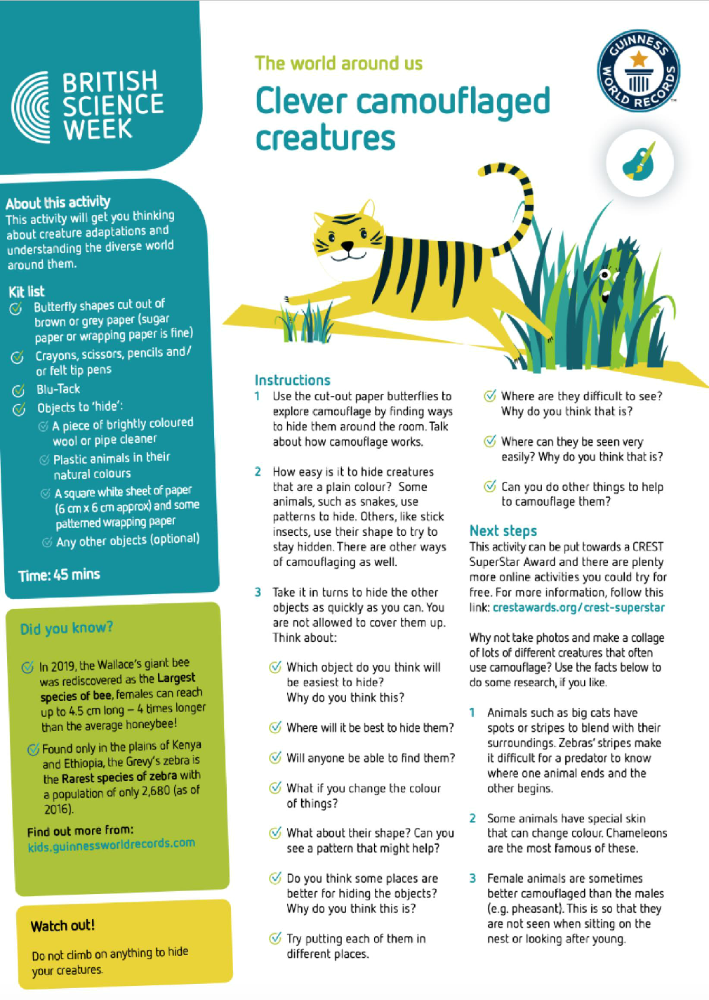 BRITISH
SCIENCE
WEEK
The world around us
Clever camouflaged
creatures
GUINNESS
WORLD RECORDS
TM
About this activity
This activity will get you thinking
about creature adaptations and
understanding the diverse world
around them.
Kit list
Butterfly shapes cut out of
brown or grey paper (sugar
paper or wrapping paper is fine)
Crayons, scissors, pencils and/
or felt tip pens
Blu-Tack
Objects to ‘hide’:
A piece of brightly coloured
wool or pipe cleaner
Plastic animals in their
natural colours
A square white sheet of paper
(6 cm x 6 cm approx) and some
patterned wrapping paper
Any other objects (optional)
Time: 45 mins
Did you know?
In 2019, the Wallace’s giant bee
was rediscovered as the Largest
species of bee, females can reach
up to 4.5 cm long – 4 times longer
than the average honeybee!
Found only in the plains of Kenya
and Ethiopia, the Grevy’s zebra is
the Rarest species of zebra with
a population of only 2,680 (as of
2016).
Find out more from:
kids.guinnessworldrecords.com
Watch out!
Do not climb on anything to hide
your creatures.
Instructions
1 Use the cut-out paper butterflies to
explore camouflage by finding ways
to hide them around the room. Talk
about how camouflage works.
2 How easy is it to hide creatures
that are a plain colour? Some
animals, such as snakes, use
patterns to hide. Others, like stick
insects, use their shape to try to
stay hidden. There are other ways
of camouflaging as well.
3 Take it in turns to hide the other
objects as quickly as you can. You
are not allowed to cover them up.
Think about:
Which object do you think will
be easiest to hide?
Why do you think this?
Where will it be best to hide them?
Will anyone be able to find them?
What if you change the colour
of things?
What about their shape? Can you
see a pattern that might help?
Do you think some places are
better for hiding the objects?
Why do you think this is?
Try putting each of them in
different places.
Where are they difficult to see?
Why do you think that is?
Where can they be seen very
easily? Why do you think that is?
Can you do other things to help
to camouflage them?
Next steps
This activity can be put towards a CREST
SuperStar Award and there are plenty
more online activities you could try for
free. For more information, follow this
link: crestawards.org/crest-superstar
Why not take photos and make a collage
of lots of different creatures that often
use camouflage? Use the facts below to
do some research, if you like.
1 Animals such as big cats have
spots or stripes to blend with their
surroundings. Zebras’ stripes make
it difficult for a predator to know
where one animal ends and the
other begins.
2 Some animals have special skin
that can change colour. Chameleons
are the most famous of these.
3 Female animals are sometimes
better camouflaged than the males
(e.g. pheasant). This is so that they
are not seen when sitting on the
nest or looking after young.